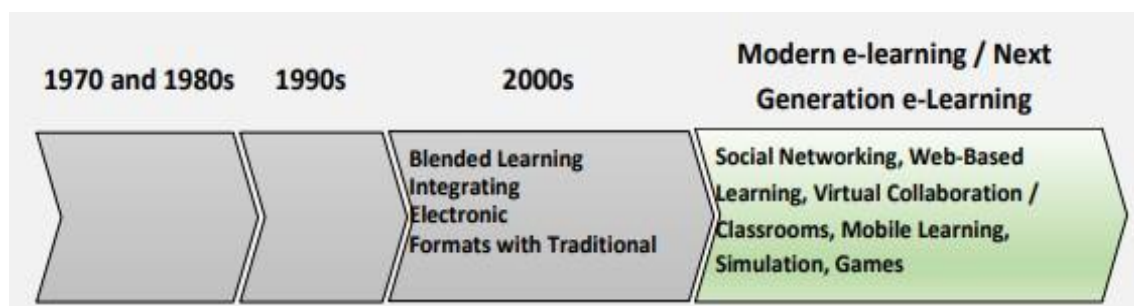 1970 and 1980s
1990s
2000s
Modern e-learning / Next
Generation e-Learning
Blended Learning
Integrating
Electronic
Formats with Traditional
Social Networking, Web-Based
Learning, Virtual Collaboration /
Classrooms, Mobile Learning,
Simulation, Games